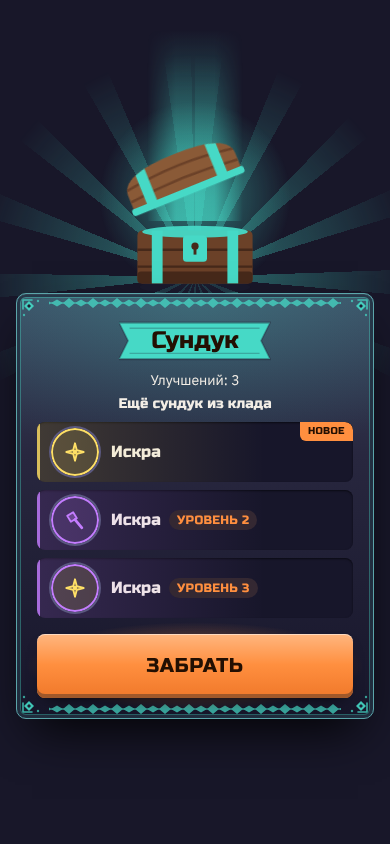 Сундук
Улучшений: 3
Ещё сундук из клада
НОВОЕ
Искра
Искра УРОВЕНЬ 2
Искра УРОВЕНЬ 3
ЗАБРАТЬ